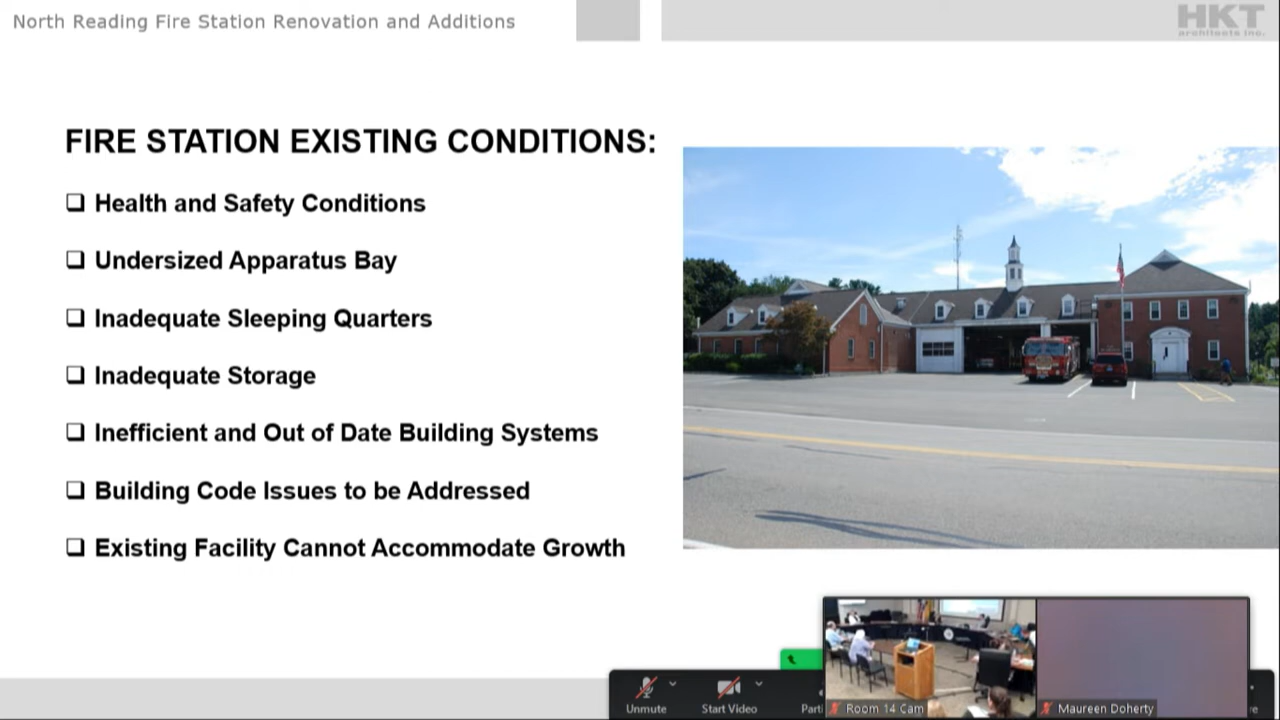 North Reading Fire Station Renovation and Additions
HKT
architects inc.
FIRE STATION EXISTING CONDITIONS:
Health and Safety Conditions
Undersized Apparatus Bay
Inadequate Sleeping Quarters
Inadequate Storage
Inefficient and Out of Date Building Systems
Building Code Issues to be Addressed
Existing Facility Cannot Accommodate Growth
Unmute
Start Video
Parti
Room 14 Cam
Maureen Doherty